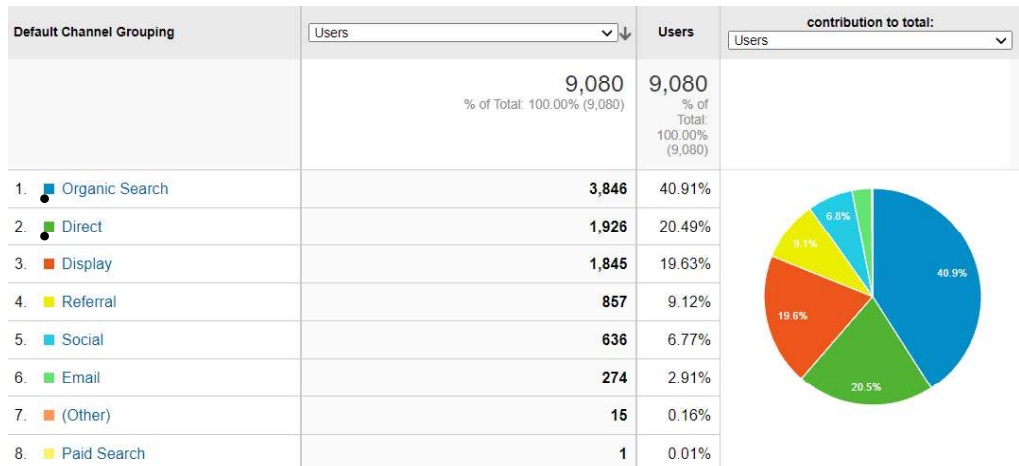 Default Channel Grouping
Users
Users
contribution to total:
Users
9,080
% of Total: 100.00% (9,080)
9,080
% of
Total:
100.00%
(9,080)
1. Organic Search 3,846 40.91%
2. Direct 1,926 20.49%
3. Display 1,845 19.63%
4. Referral 857 9.12%
5. Social 636 6.77%
6. Email 274 2.91%
7. (Other) 15 0.16%
8. Paid Search 1 0.01%
6.8%
9.1%
40.9%
19.6%
20.5%